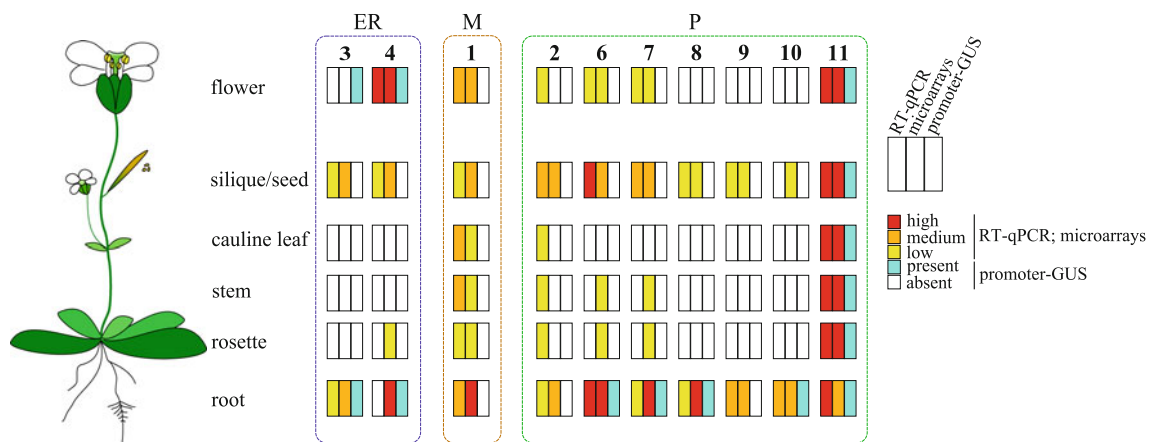 ER M P
3 4 1 2 6 7 8 9 10 11
flower
RT-qPCR
microarrays
promoter-GUS
silique/seed
cauline leaf
high
medium RT-qPCR; microarrays
low
present promoter-GUS
absent
stem
rosette
root